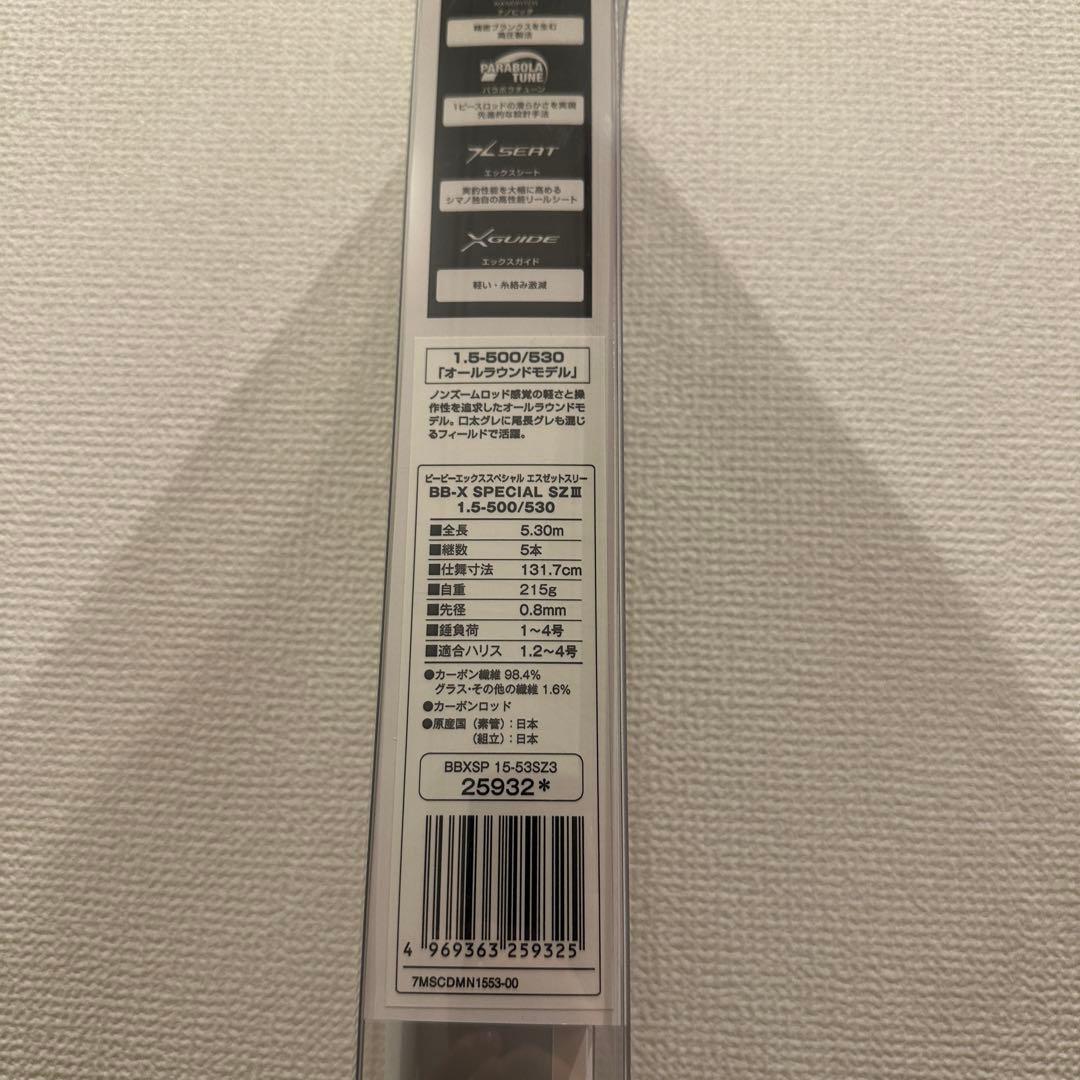 ナノピッチ
精密ブランクスを生む
高圧製法
PARABOLA
TUNE
パラボラチューン
1ピースロッドの滑らかさを実現
先進的な設計手法
X SEAT
エックスシート
実釣性能を大幅に高める
シマノ独自の高性能リールシート
XGUIDE
エックスガイド
軽い・糸絡み激減
1.5-500/530
「オールラウンドモデル」
ノンズームロッド感覚の軽さと操
作性を追求したオールラウンドモ
デル。口太グレに尾長グレも混じ
るフィールドで活躍。
ビービーエックススペシャル エスゼットスリー
BB-X SPECIAL SZⅢ
1.5-500/530
■全長 5.30m
■継数 5本
■仕舞寸法 131.7cm
■自重 215g
■先径 0.8mm
■錘負荷 1〜4号
■適合ハリス 1.2〜4号
●カーボン繊維 98.4%
グラス・その他の繊維 1.6%
●カーボンロッド
●原産国（素管）：日本
（組立）：日本
BBXSP 15-53SZ3
25932*
4 969363 259325
7MSCDMN1553-00